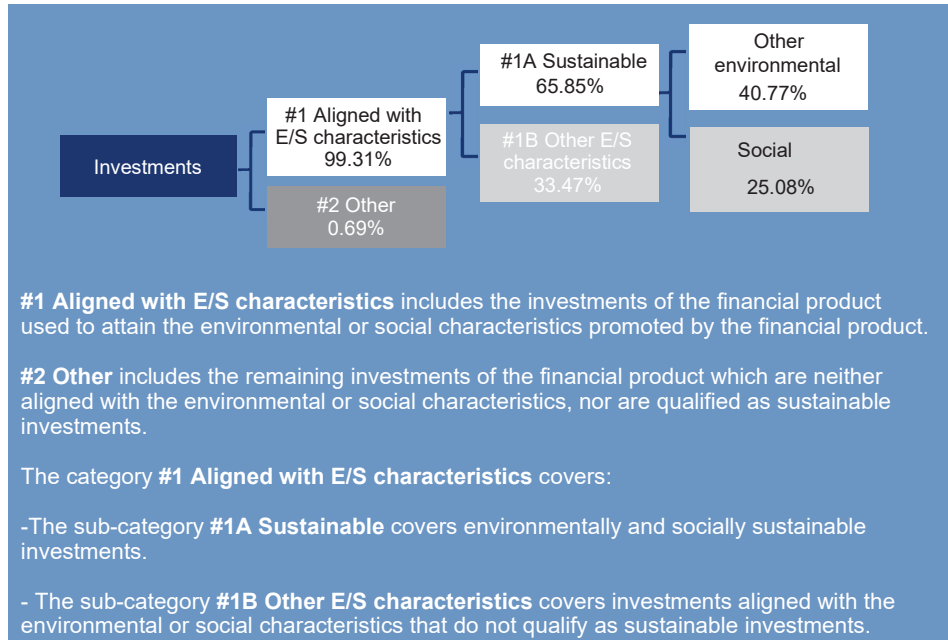 Investments
#1 Aligned with
E/S characteristics
99.31%
#2 Other
0.69%
#1A Sustainable
65.85%
#1B Other E/S
characteristics
33.47%
Other
environmental
40.77%
Social
25.08%
#1 Aligned with E/S characteristics includes the investments of the financial product
used to attain the environmental or social characteristics promoted by the financial product.
#2 Other includes the remaining investments of the financial product which are neither
aligned with the environmental or social characteristics, nor are qualified as sustainable
investments.
The category #1 Aligned with E/S characteristics covers:
-The sub-category #1A Sustainable covers environmentally and socially sustainable
investments.
- The sub-category #1B Other E/S characteristics covers investments aligned with the
environmental or social characteristics that do not qualify as sustainable investments.